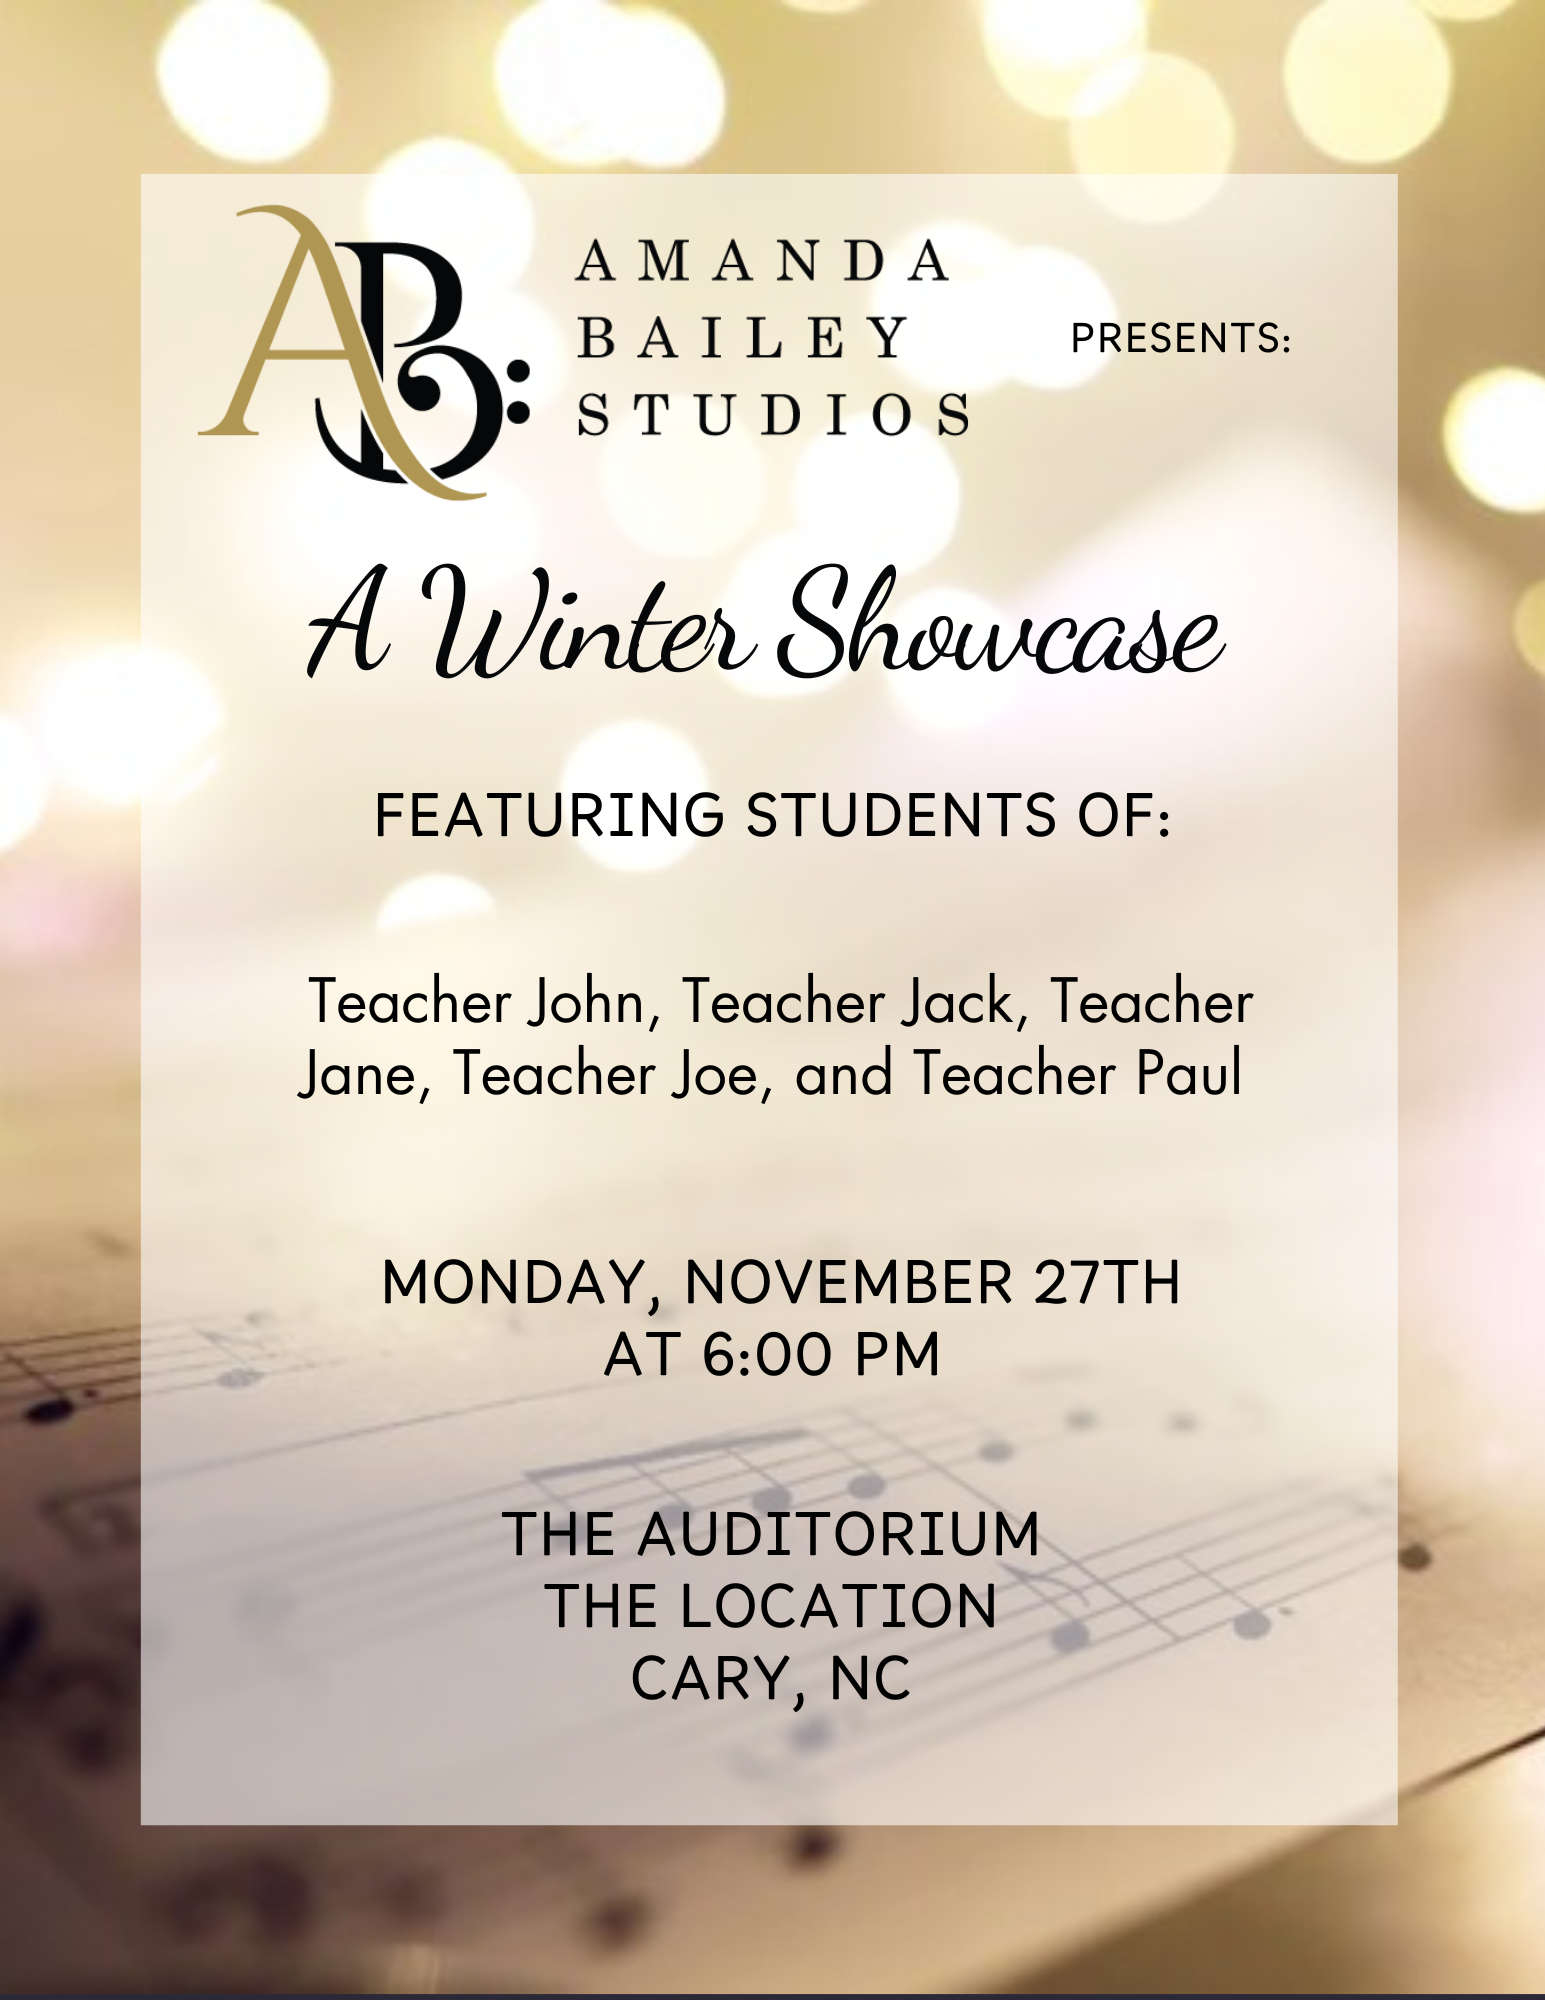 AB
AMANDA
BAILEY
STUDIOS
PRESENTS:
A Winter Showcase
FEATURING STUDENTS OF:
Teacher John, Teacher Jack, Teacher
Jane, Teacher Joe, and Teacher Paul
MONDAY, NOVEMBER 27TH
AT 6:00 PM
THE AUDITORIUM
THE LOCATION
CARY, NC